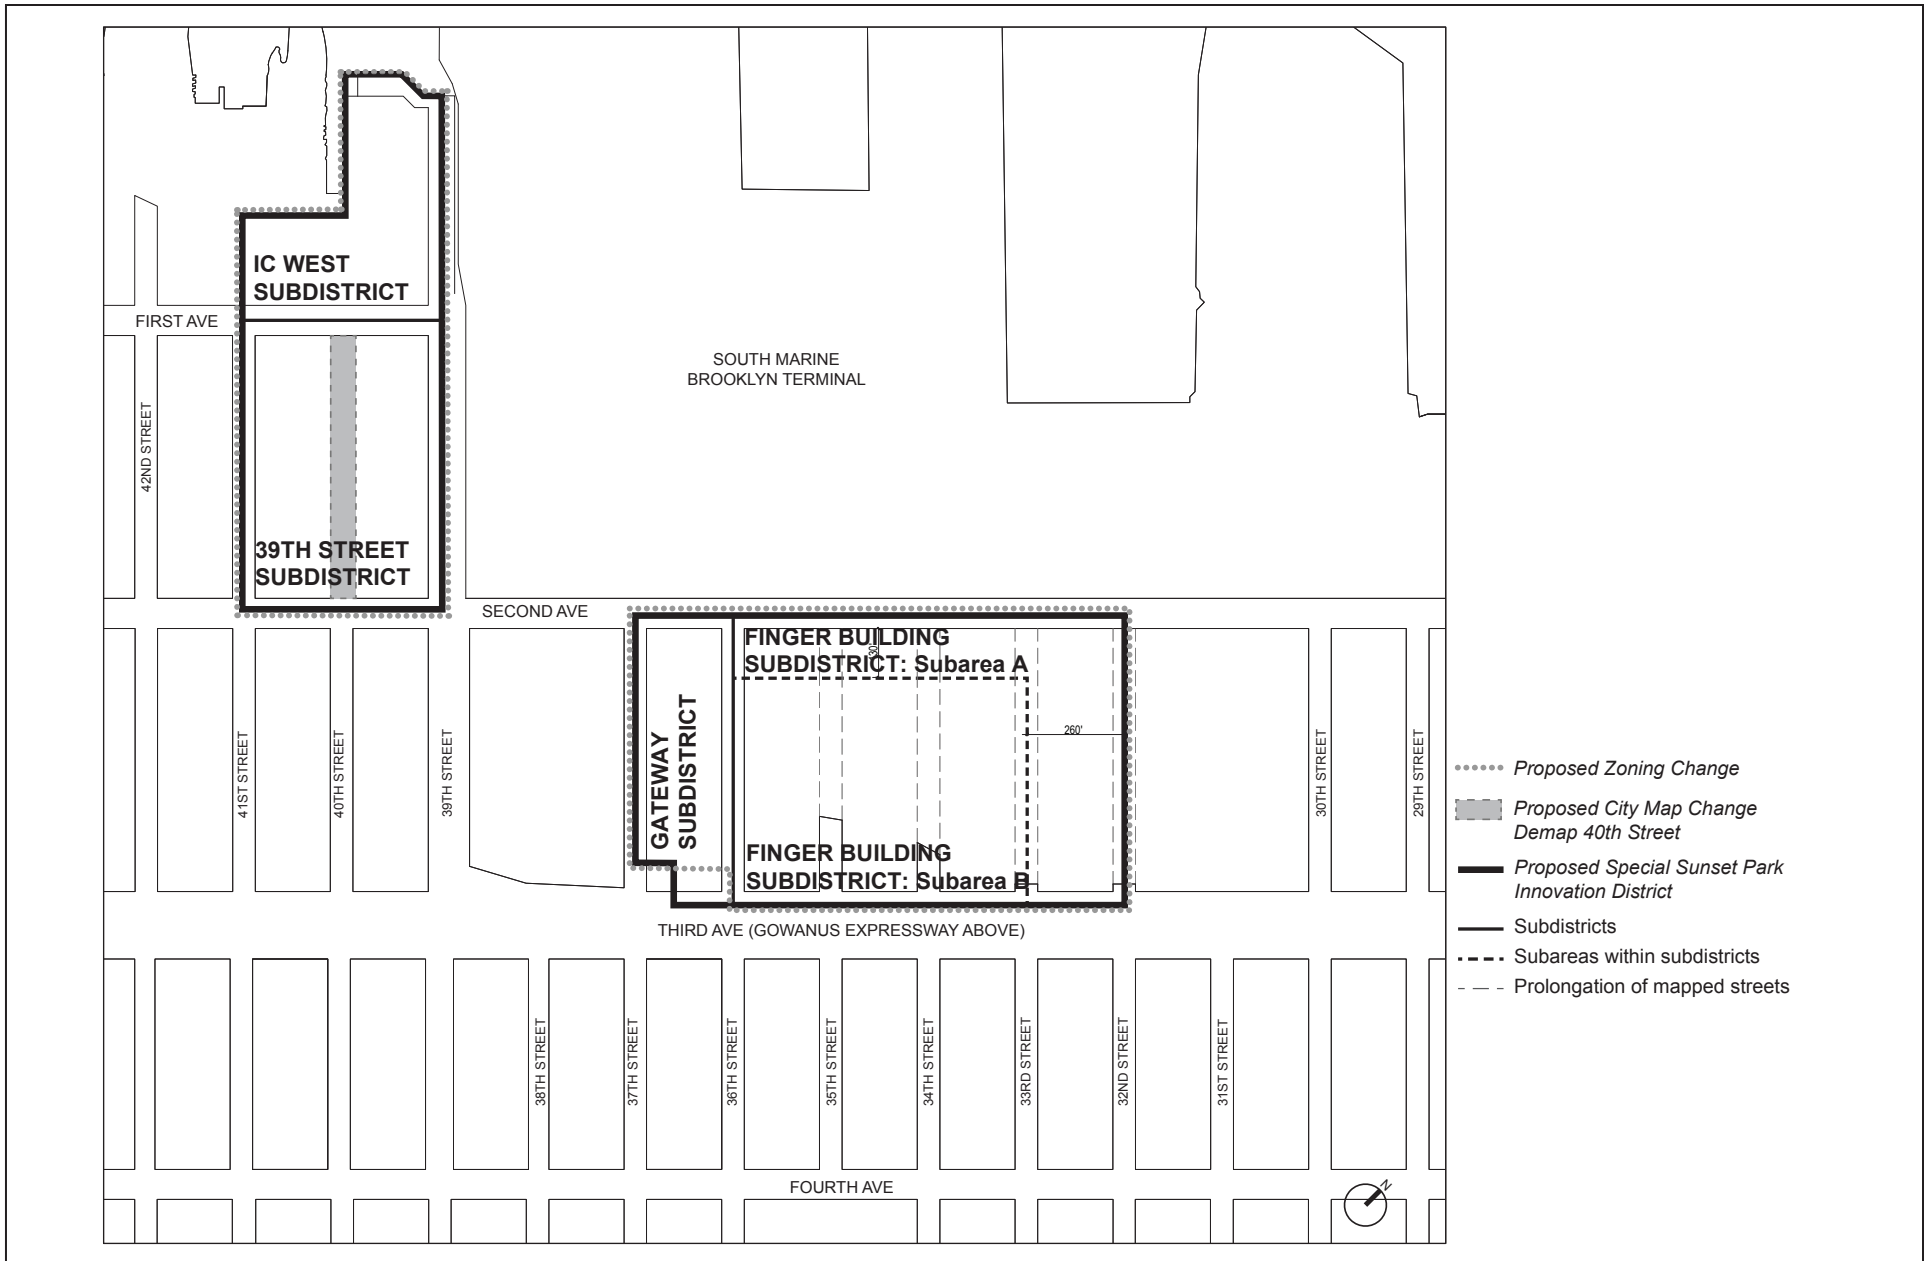 IC WEST
SUBDISTRICT
FIRST AVE
SOUTH MARINE
BROOKLYN TERMINAL
42ND STREET
39TH STREET
SUBDISTRICT
SECOND AVE
FINGER BUILDING
SUBDISTRICT: Subarea A
GATEWAY
SUBDISTRICT
260'
41ST STREET
40TH STREET
39TH STREET
30TH STREET
29TH STREET
FINGER BUILDING
SUBDISTRICT: Subarea B
THIRD AVE (GOWANUS EXPRESSWAY ABOVE)
38TH STREET
37TH STREET
36TH STREET
35TH STREET
34TH STREET
33RD STREET
32ND STREET
31ST STREET
FOURTH AVE
N
Proposed Zoning Change
Proposed City Map Change
Demap 40th Street
Proposed Special Sunset Park
Innovation District
Subdistricts
Subareas within subdistricts
Prolongation of mapped streets